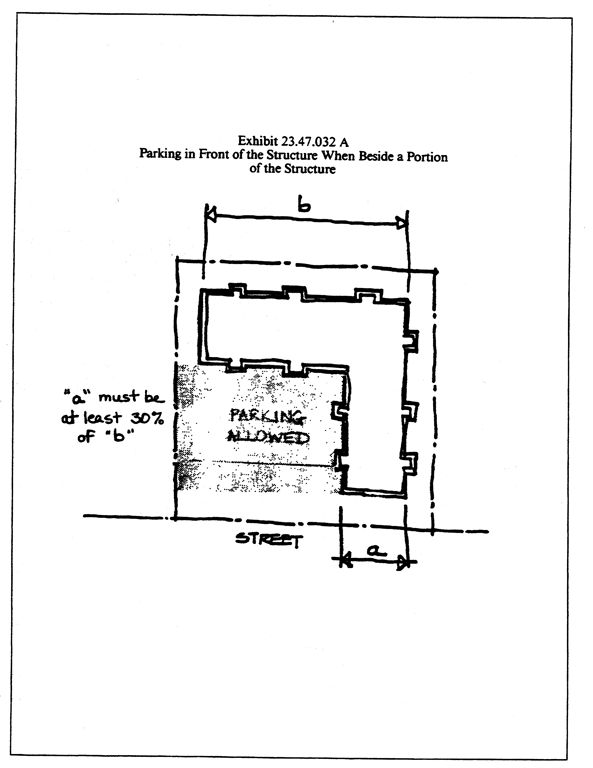 Exhibit 23.47.032 A
Parking in Front of the Structure When Beside a Portion
of the Structure
b
"a" must be
at least 30%
of "b"
PARKING
ALLOWED
STREET
a